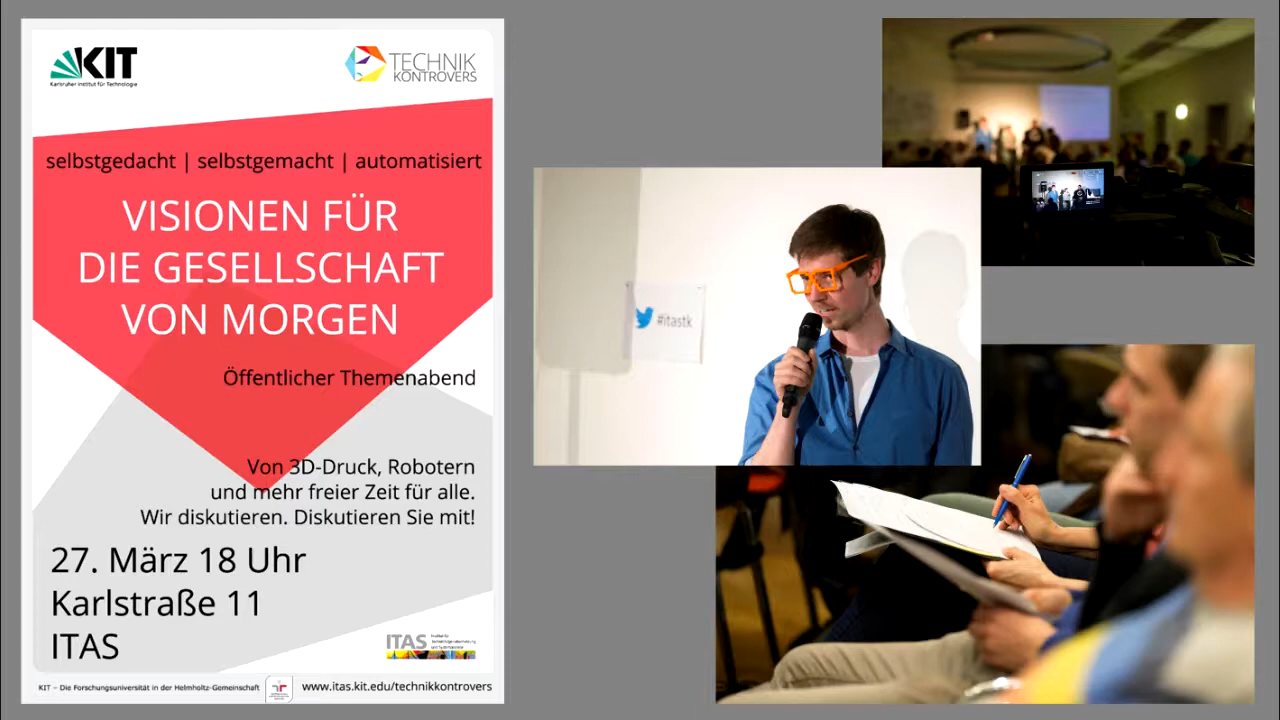 KIT
Karlsruher Institut für Technologie
TECHNIK
KONTROVERS
selbstgedacht | selbstgemacht | automatisiert
VISIONEN FÜR
DIE GESELLSCHAFT
VON MORGEN
Öffentlicher Themenabend
Von 3D-Druck, Robotern
und mehr freier Zeit für alle.
Wir diskutieren. Diskutieren Sie mit!
27. März 18 Uhr
Karlstraße 11
ITAS
ITAS
KIT – Die Forschungsuniversität in der Helmholtz-Gemeinschaft
www.itas.kit.edu/technikkontrovers
#itastk